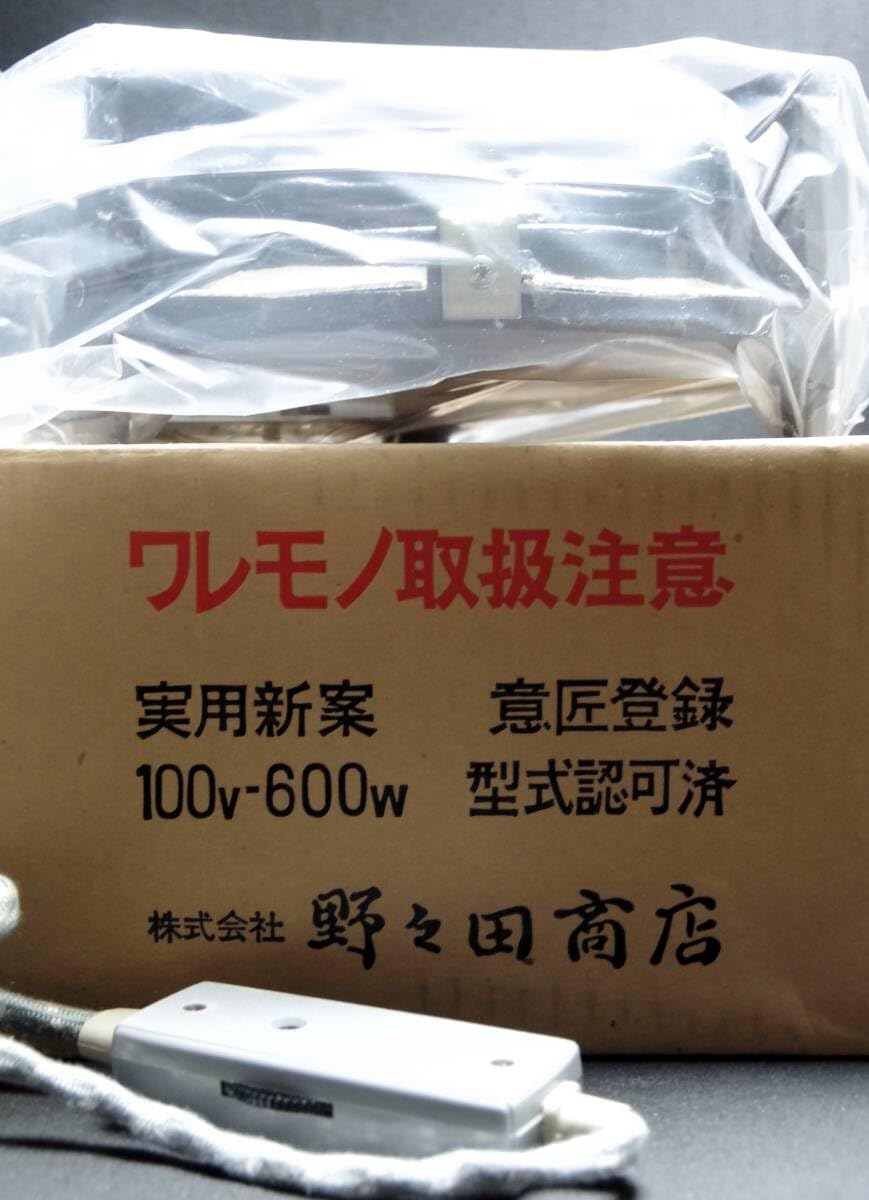 ワレモノ取扱注意
実用新案 意匠登録
100v-600w 型式認可済
株式会社 野々田商店